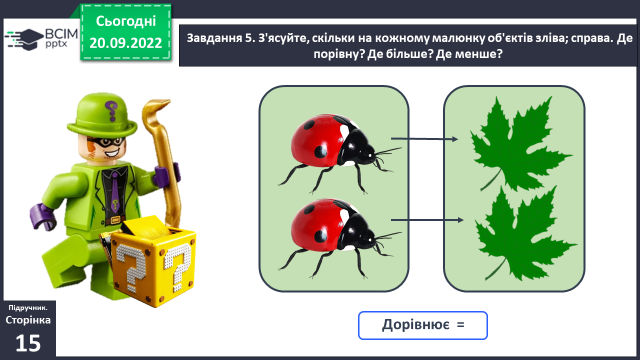 Сьогодні
20.09.2022
BCIM
pptx
Завдання 5. З'ясуйте, скільки на кожному малюнку об'єктів зліва; справа. Де
порівну? Де більше? Де менше?
? ?
Дорівнює =
Підручник.
Сторінка
15